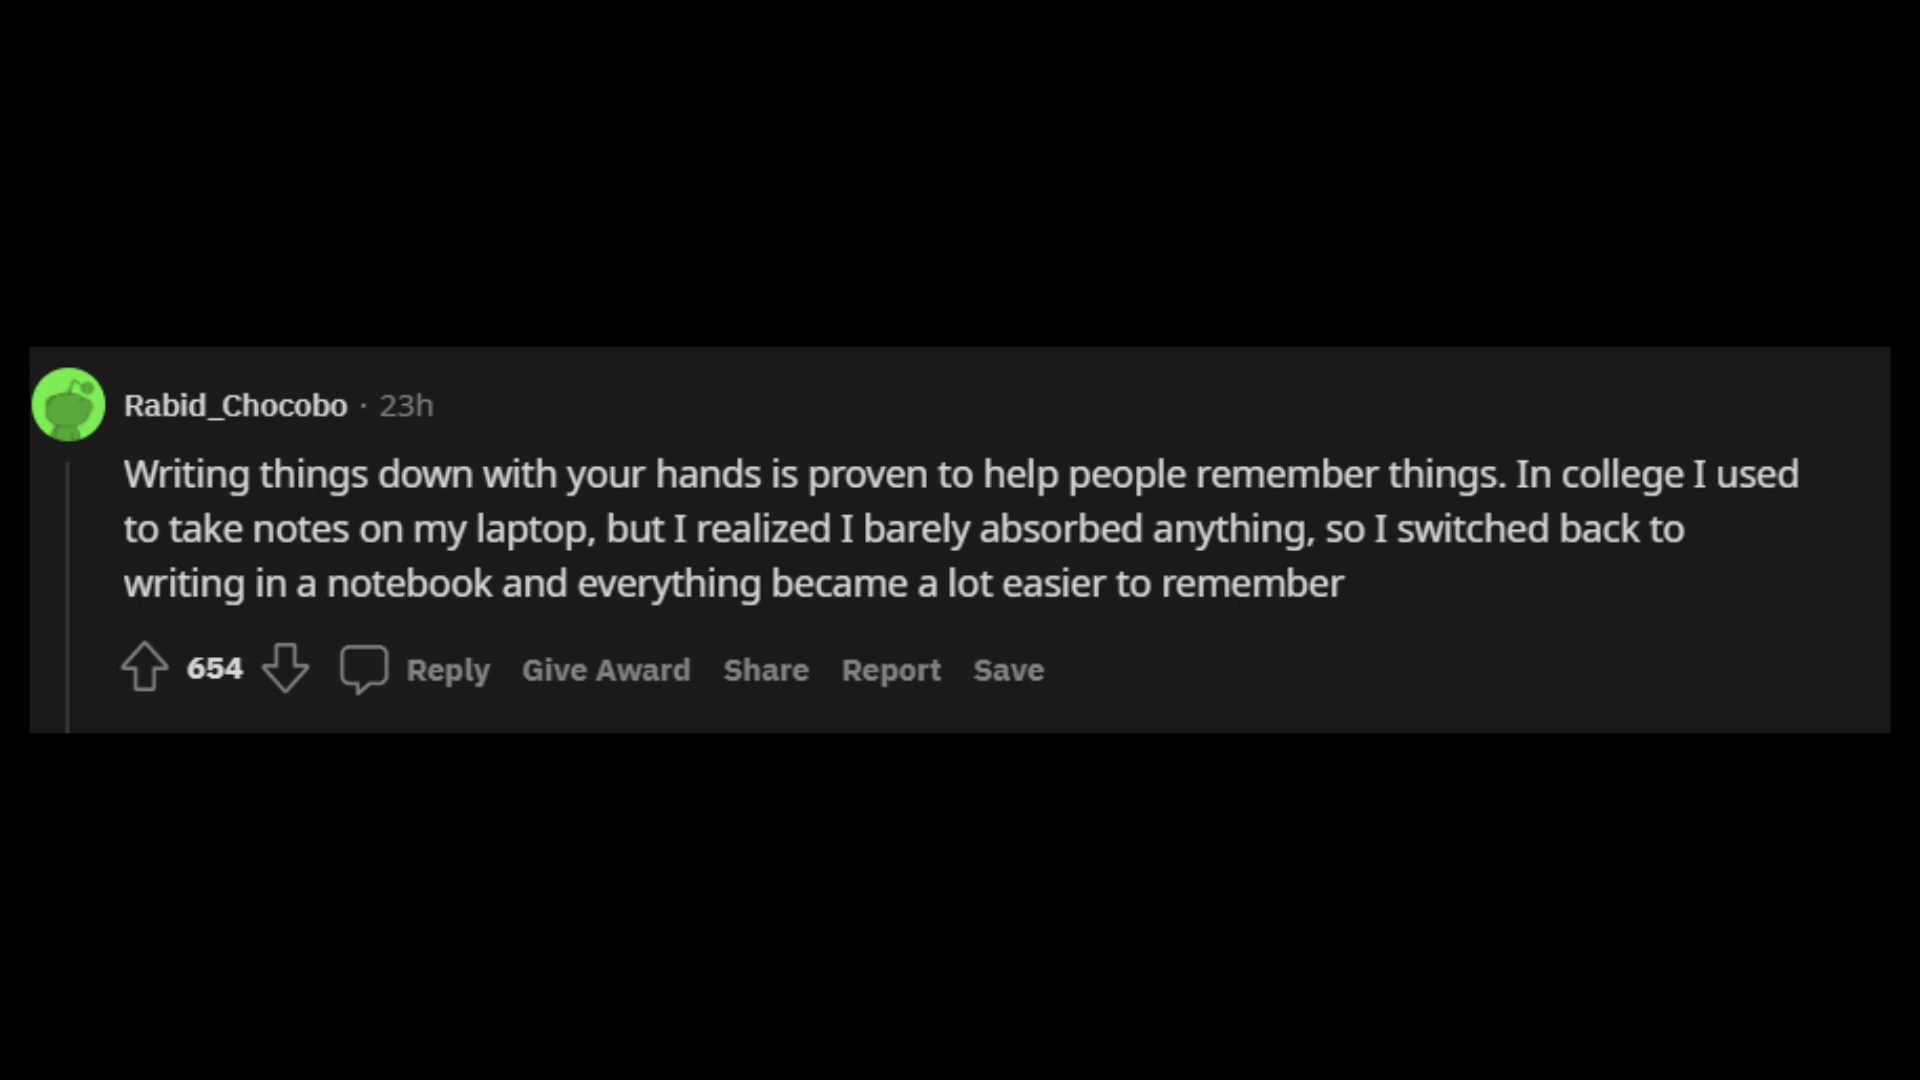 Rabid_Chocobo · 23h
Writing things down with your hands is proven to help people remember things. In college I used
to take notes on my laptop, but I realized I barely absorbed anything, so I switched back to
writing in a notebook and everything became a lot easier to remember
654 Reply Give Award Share Report Save